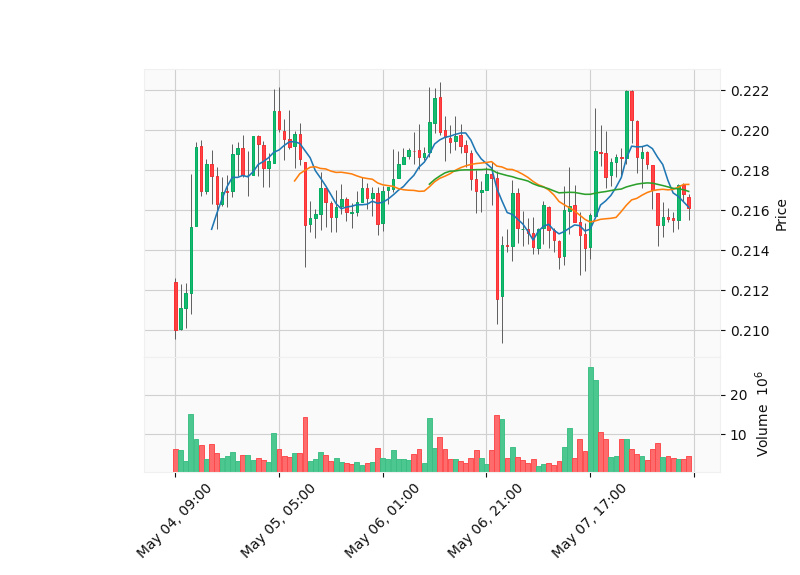 0.222
0.220
0.218
0.216
0.214
0.212
0.210
Price
20
10
Volume 10^6
May 04, 09:00
May 05, 05:00
May 06, 01:00
May 06, 21:00
May 07, 17:00